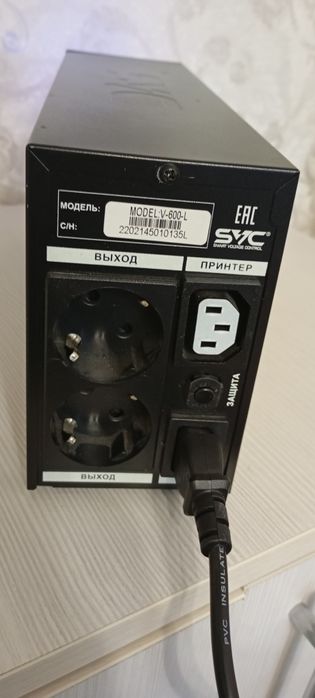 МОДЕЛЬ: MODEL:V-600-L
С/Н: 2202145010135L
EAC
SVC
SMART VOLTAGE CONTROL
ВЫХОД
ПРИНТЕР
ЗАЩИТА
ВЫХОД
PVC INSULATE